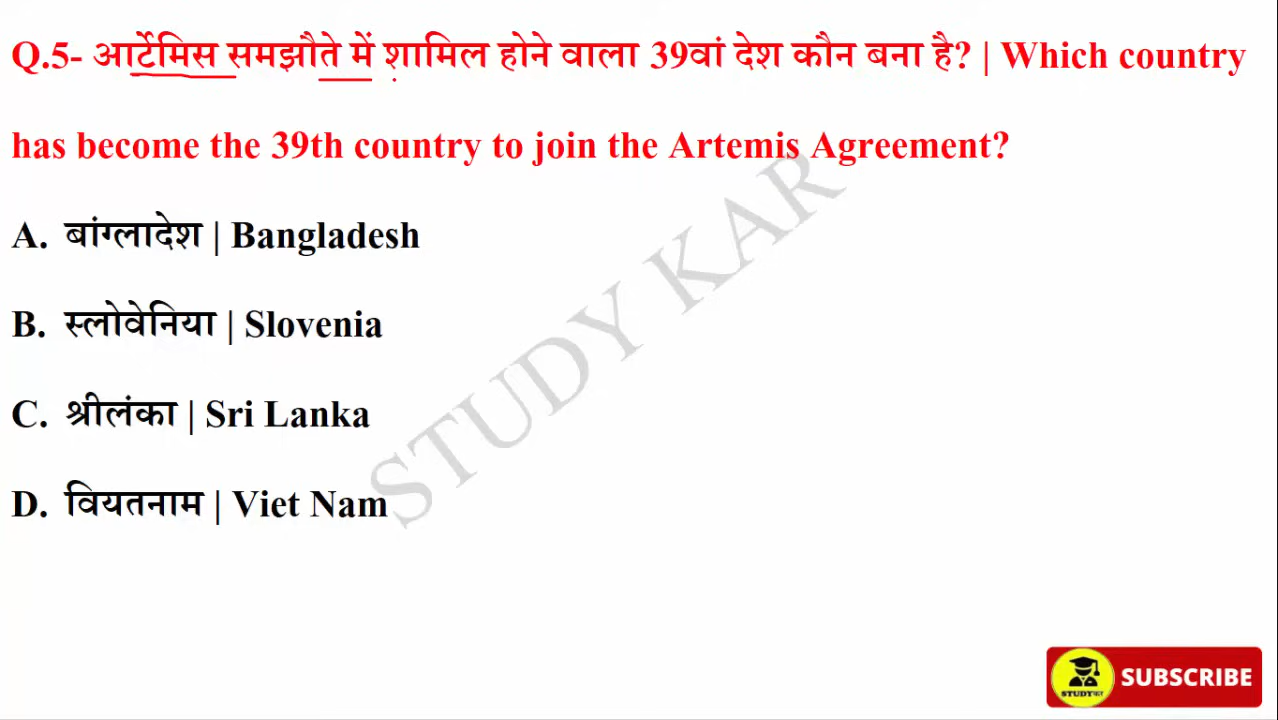 Q.5- आर्टेमिस समझौते में शामिल होने वाला 39वां देश कौन बना है? | Which country
has become the 39th country to join the Artemis Agreement?
A. बांग्लादेश | Bangladesh
B. स्लोवेनिया | Slovenia
C. श्रीलंका | Sri Lanka
D. वियतनाम | Viet Nam
STUDY KAR
SUBSCRIBE